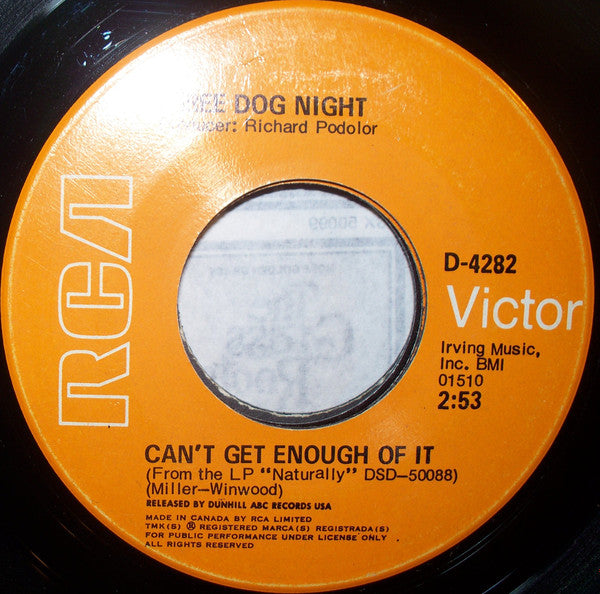 EE DOG NIGHT
ucer: Richard Podolor
RCA
D-4282
Victor
Irving Music,
Inc. BMI
01510
2:53
CAN'T GET ENOUGH OF IT
(From the LP "Naturally" DSD-50088)
(Miller-Winwood)
RELEASED BY DUNHILL ABC RECORDS USA
MADE IN CANADA BY RCA LIMITED
TMK(S) ® REGISTERED MARCA(S) REGISTRADA(S)
FOR PUBLIC PERFORMANCE UNDER LICENSE ONLY
ALL RIGHTS RESERVED